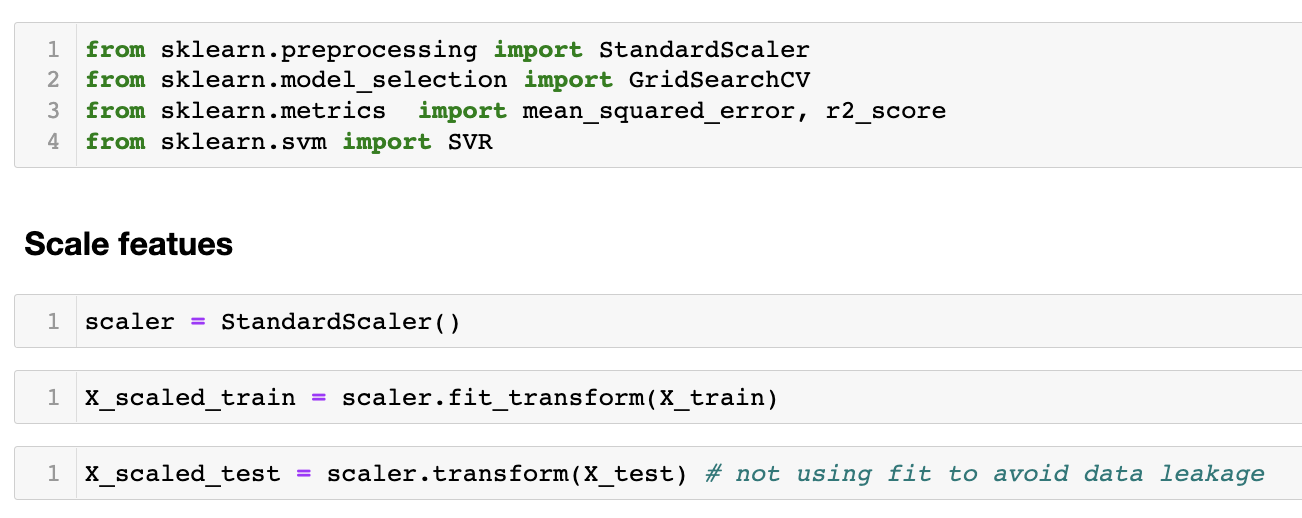 1 from sklearn.preprocessing import StandardScaler
2 from sklearn.model_selection import GridSearchCV
3 from sklearn.metrics  import mean_squared_error, r2_score
4 from sklearn.svm import SVR
Scale featues
1 scaler = StandardScaler()
1 X_scaled_train = scaler.fit_transform(X_train)
1 X_scaled_test = scaler.transform(X_test) # not using fit to avoid data leakage